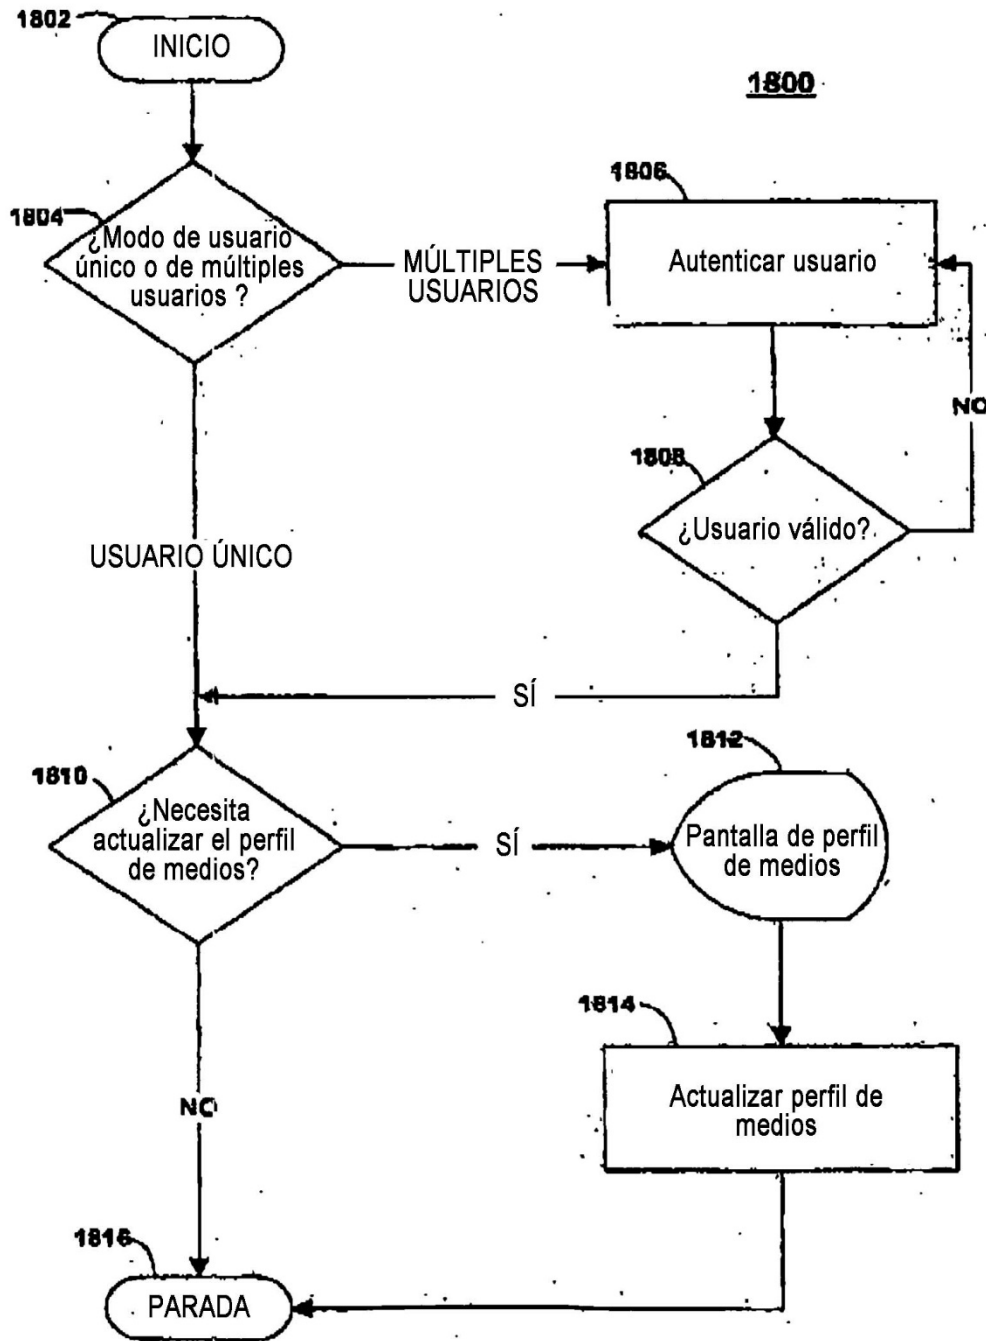 1802
INICIO
1800
1804
¿Modo de usuario
único o de múltiples
usuarios ?
MÚLTIPLES
USUARIOS
1806
Autenticar usuario
NO
1808
¿Usuario válido?
USUARIO ÚNICO
SÍ
1810
¿Necesita
actualizar el perfil
de medios?
SÍ
1812
Pantalla de perfil
de medios
1814
Actualizar perfil de
medios
NO
1816
PARADA